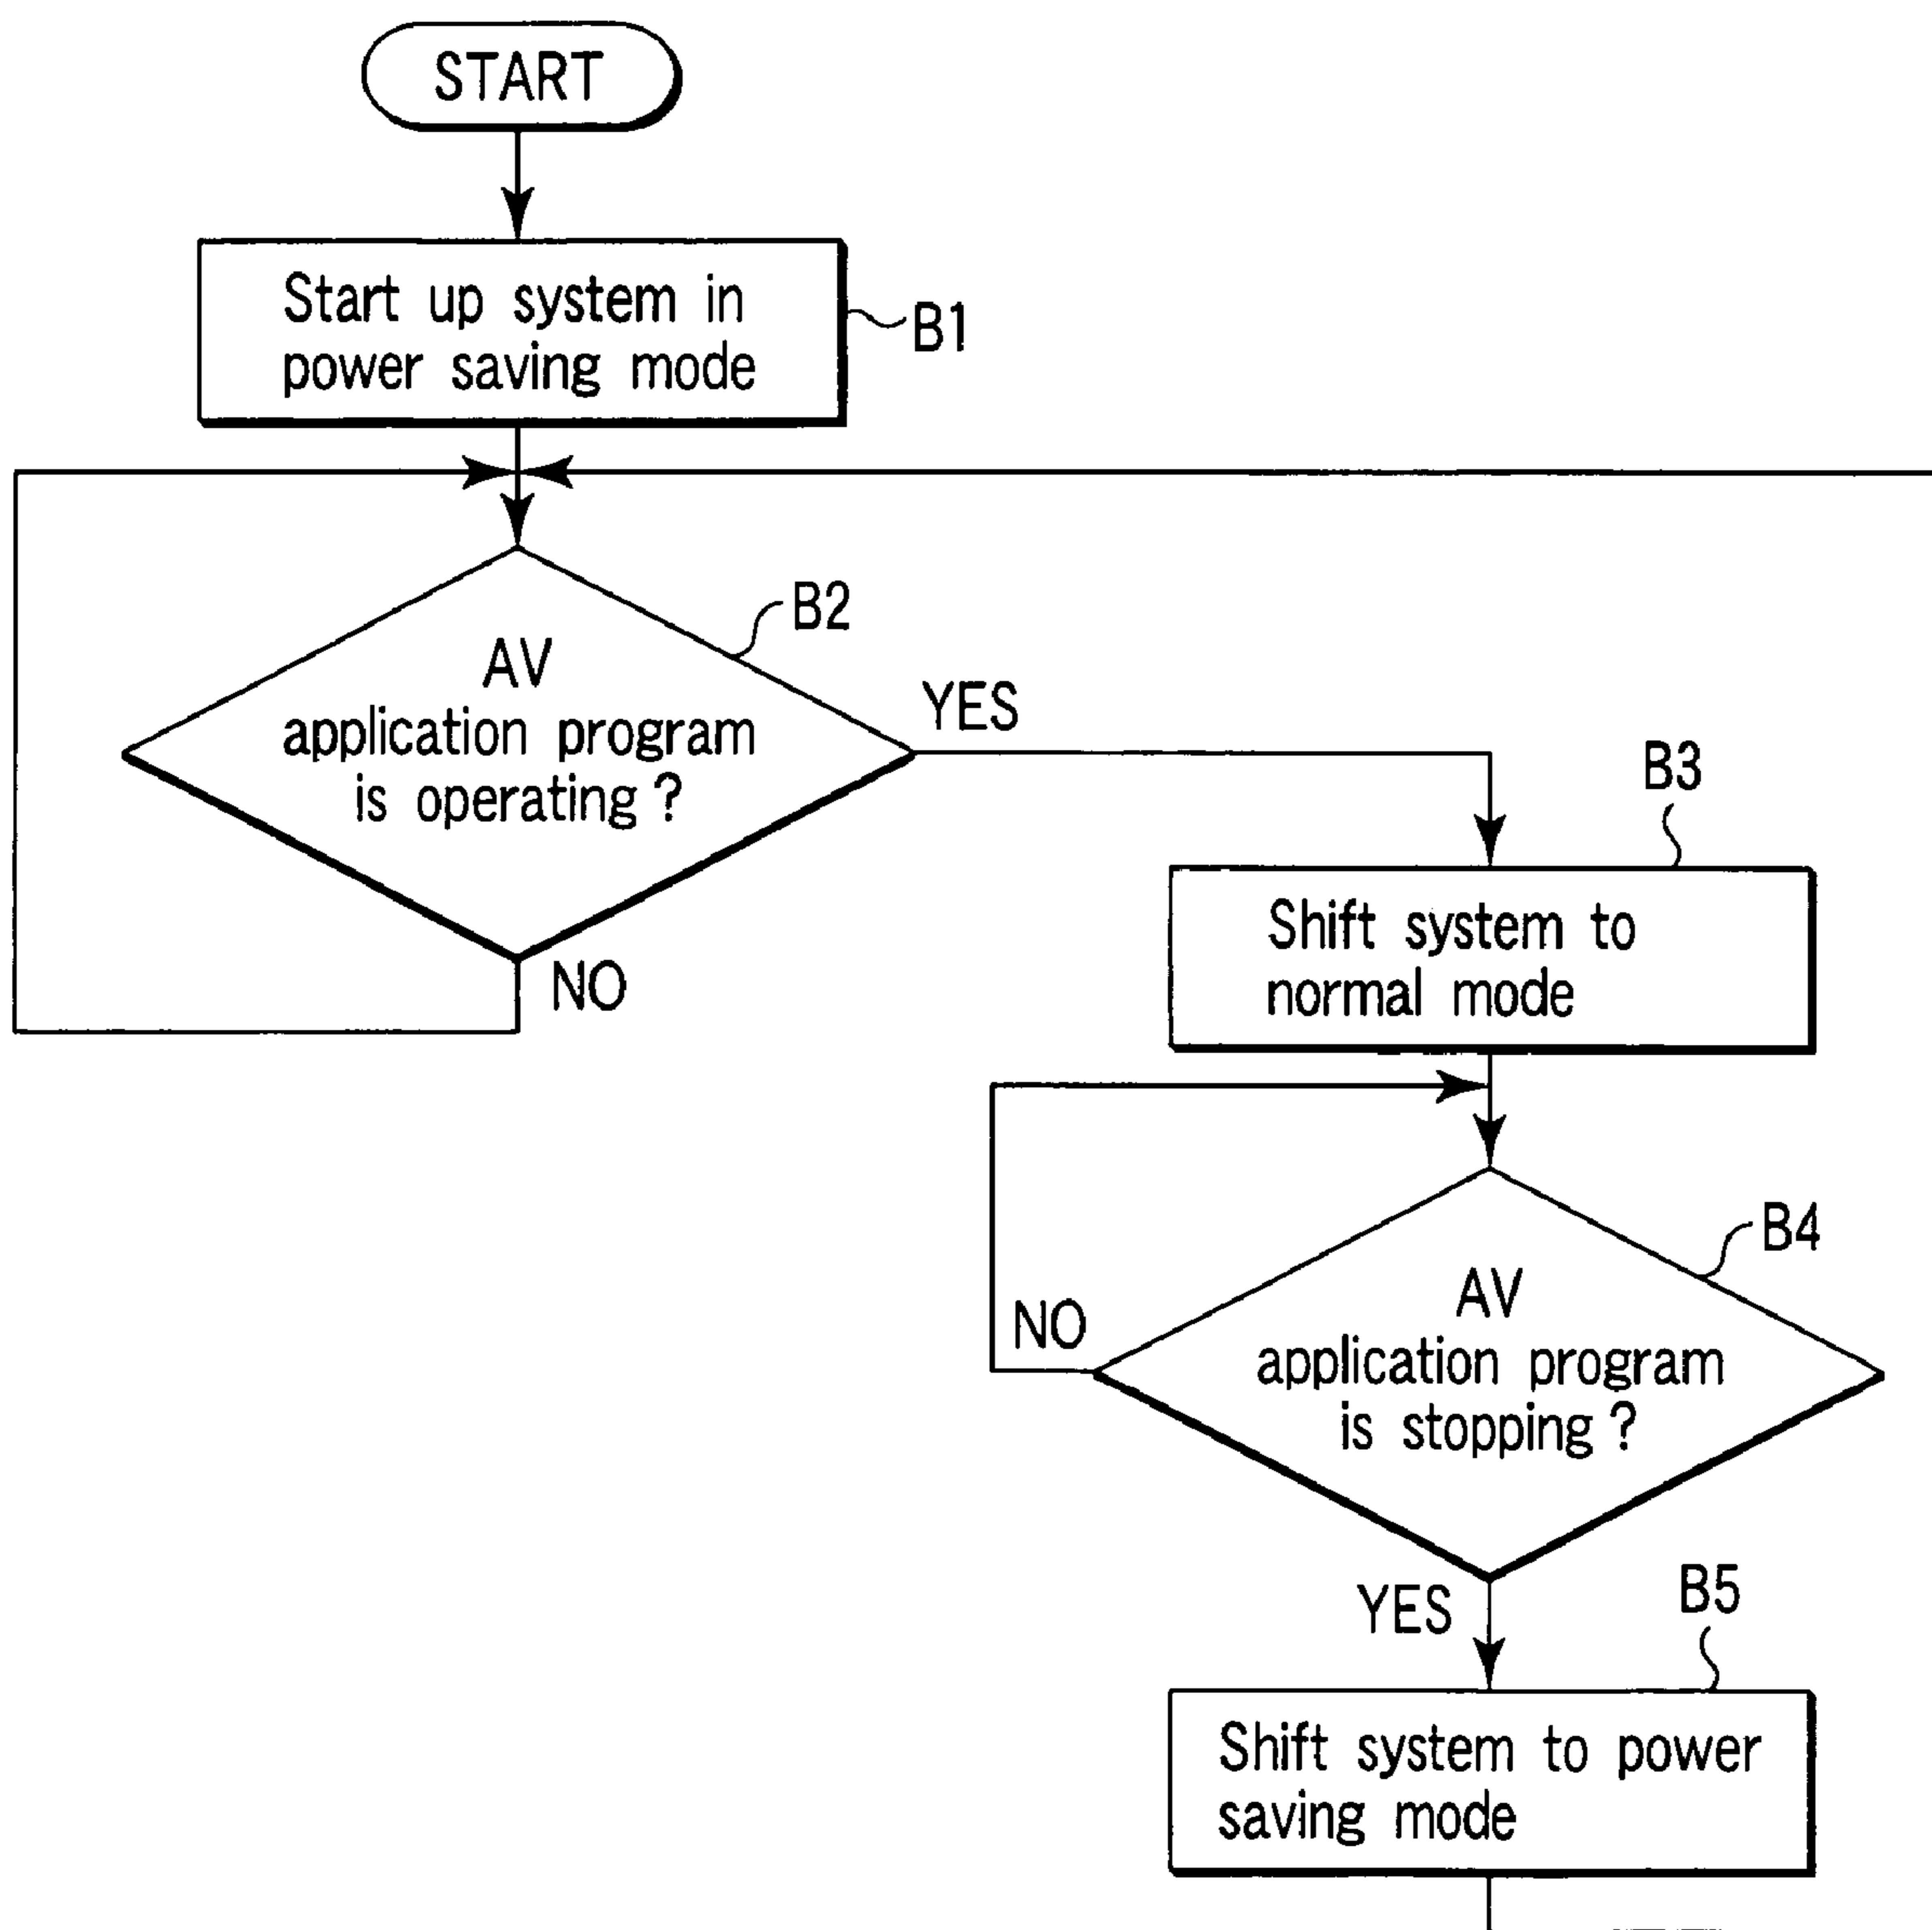 START
Start up system in
power saving mode
B1
B2
AV
application program
is operating ?
YES
NO
B3
Shift system to
normal mode
B4
AV
application program
is stopping ?
NO
YES
B5
Shift system to power
saving mode